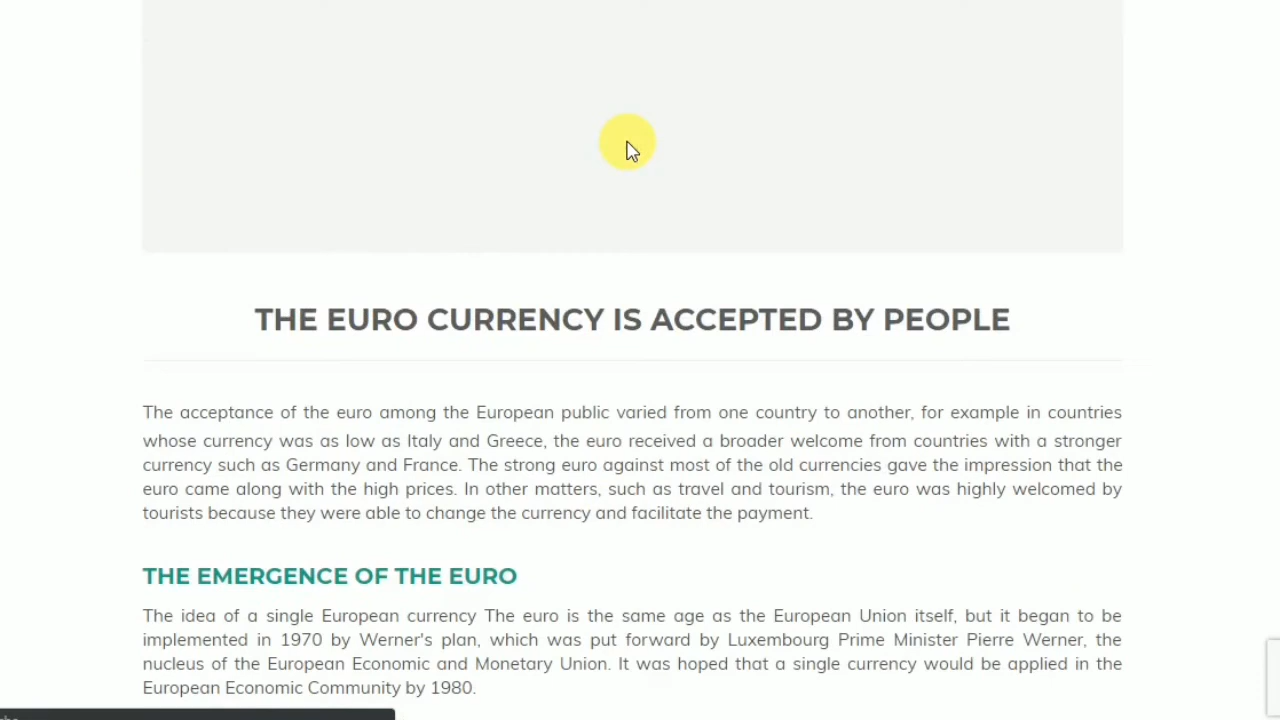 THE EURO CURRENCY IS ACCEPTED BY PEOPLE
The acceptance of the euro among the European public varied from one country to another, for example in countries
whose currency was as low as Italy and Greece, the euro received a broader welcome from countries with a stronger
currency such as Germany and France. The strong euro against most of the old currencies gave the impression that the
euro came along with the high prices. In other matters, such as travel and tourism, the euro was highly welcomed by
tourists because they were able to change the currency and facilitate the payment.
THE EMERGENCE OF THE EURO
The idea of a single European currency The euro is the same age as the European Union itself, but it began to be
implemented in 1970 by Werner's plan, which was put forward by Luxembourg Prime Minister Pierre Werner, the
nucleus of the European Economic and Monetary Union. It was hoped that a single currency would be applied in the
European Economic Community by 1980.